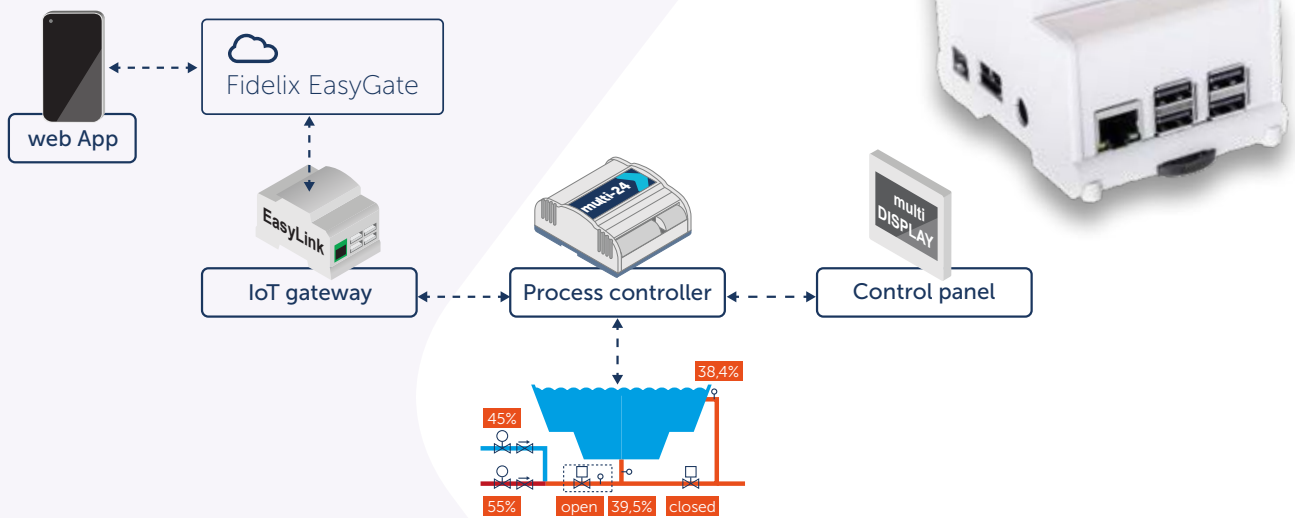 Fidelix EasyGate
web App
EasyLink
multi-24
multi
DISPLAY
IoT gateway
Process controller
Control panel
38,4%
45%
55%
open
39,5%
closed